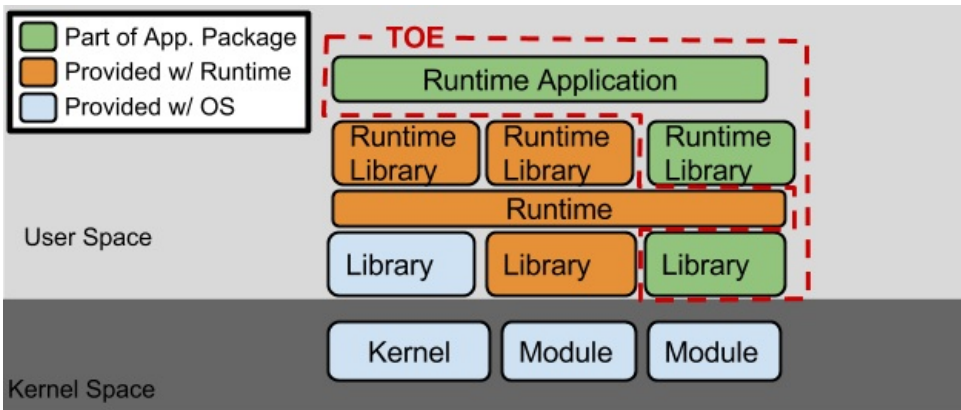 Part of App. Package
Provided w/ Runtime
Provided w/ OS
TOE
Runtime Application
Runtime
Library
Runtime
Library
Runtime
Library
Runtime
User Space
Library
Library
Library
Kernel
Module
Module
Kernel Space